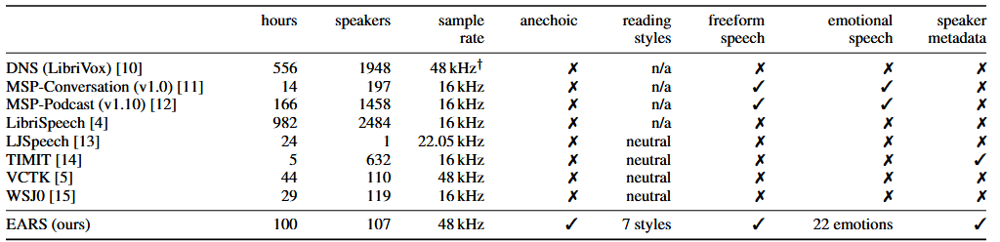 hours speakers sample rate anechoic reading styles freeform speech emotional speech speaker metadata
DNS (LibriVox) [10] 556 1948 48 kHz† ✗ n/a ✗ ✗ ✗
MSP-Conversation (v1.0) [11] 14 197 16 kHz ✗ n/a ✓ ✓ ✗
MSP-Podcast (v1.10) [12] 166 1458 16 kHz ✗ n/a ✓ ✓ ✗
LibriSpeech [4] 982 2484 16 kHz ✗ n/a ✗ ✗ ✗
LJSpeech [13] 24 1 22.05 kHz ✗ neutral ✗ ✗ ✗
TIMIT [14] 5 632 16 kHz ✗ neutral ✗ ✗ ✓
VCTK [5] 44 110 48 kHz ✗ neutral ✗ ✗ ✗
WSJ0 [15] 29 119 16 kHz ✗ neutral ✗ ✗ ✗
EARS (ours) 100 107 48 kHz ✓ 7 styles ✓ 22 emotions ✓